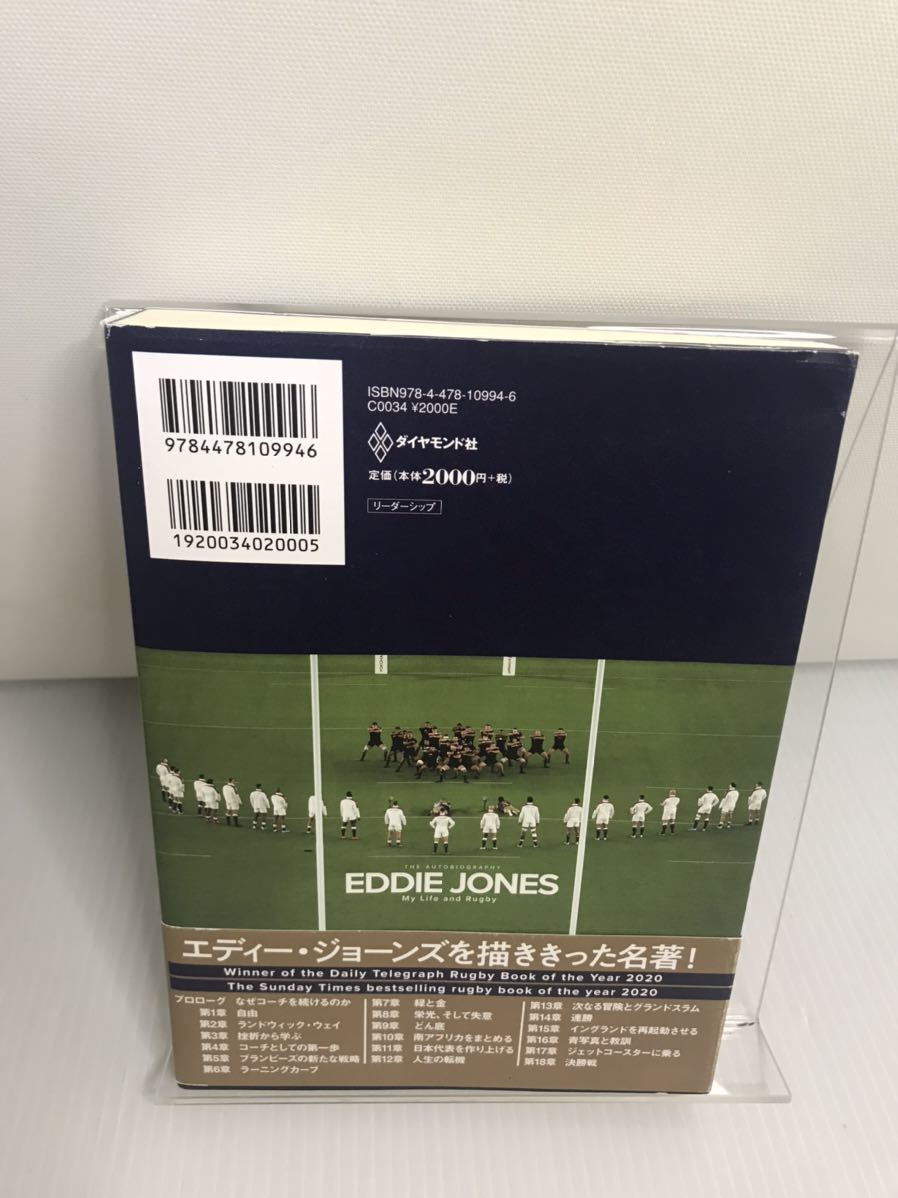 9784478109946
1920034020005
ISBN978-4-478-10994-6
C0034 ¥2000E
ダイヤモンド社
定価(本体2000円+税)
リーダーシップ
THE AUTOBIOGRAPHY
EDDIE JONES
My Life and Rugby
エディー・ジョーンズを描ききった名著!
Winner of the Daily Telegraph Rugby Book of the Year 2020
The Sunday Times bestselling rugby book of the year 2020
プロローグ なぜコーチを続けるのか
第1章 自由
第2章 ランドウィック・ウェイ
第3章 挫折から学ぶ
第4章 コーチとしての第一歩
第5章 ブランビーズの新たな戦略
第6章 ラーニングカーブ
第7章 緑と金
第8章 栄光、そして失意
第9章 どん底
第10章 南アフリカをまとめる
第11章 日本代表を作り上げる
第12章 人生の転機
第13章 次なる冒険とグランドスラム
第14章 連勝
第15章 イングランドを再起動させる
第16章 青写真と教訓
第17章 ジェットコースターに乗る
第18章 決勝戦